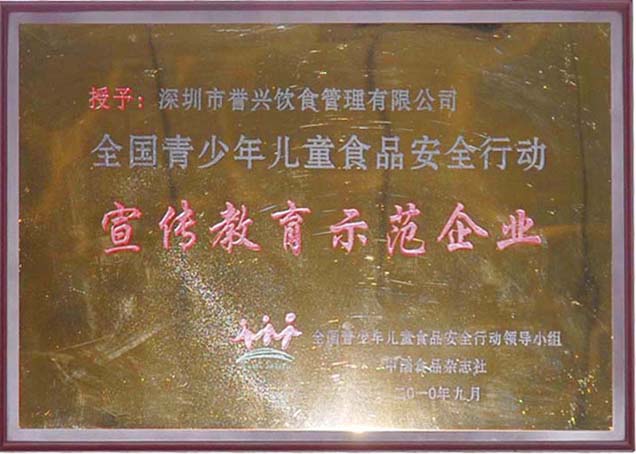 授予：深圳市誉兴饮食管理有限公司
全国青少年儿童食品安全行动
宣传教育示范企业
全国青少年儿童食品安全行动领导小组
中国食品杂志社
二〇一〇年九月